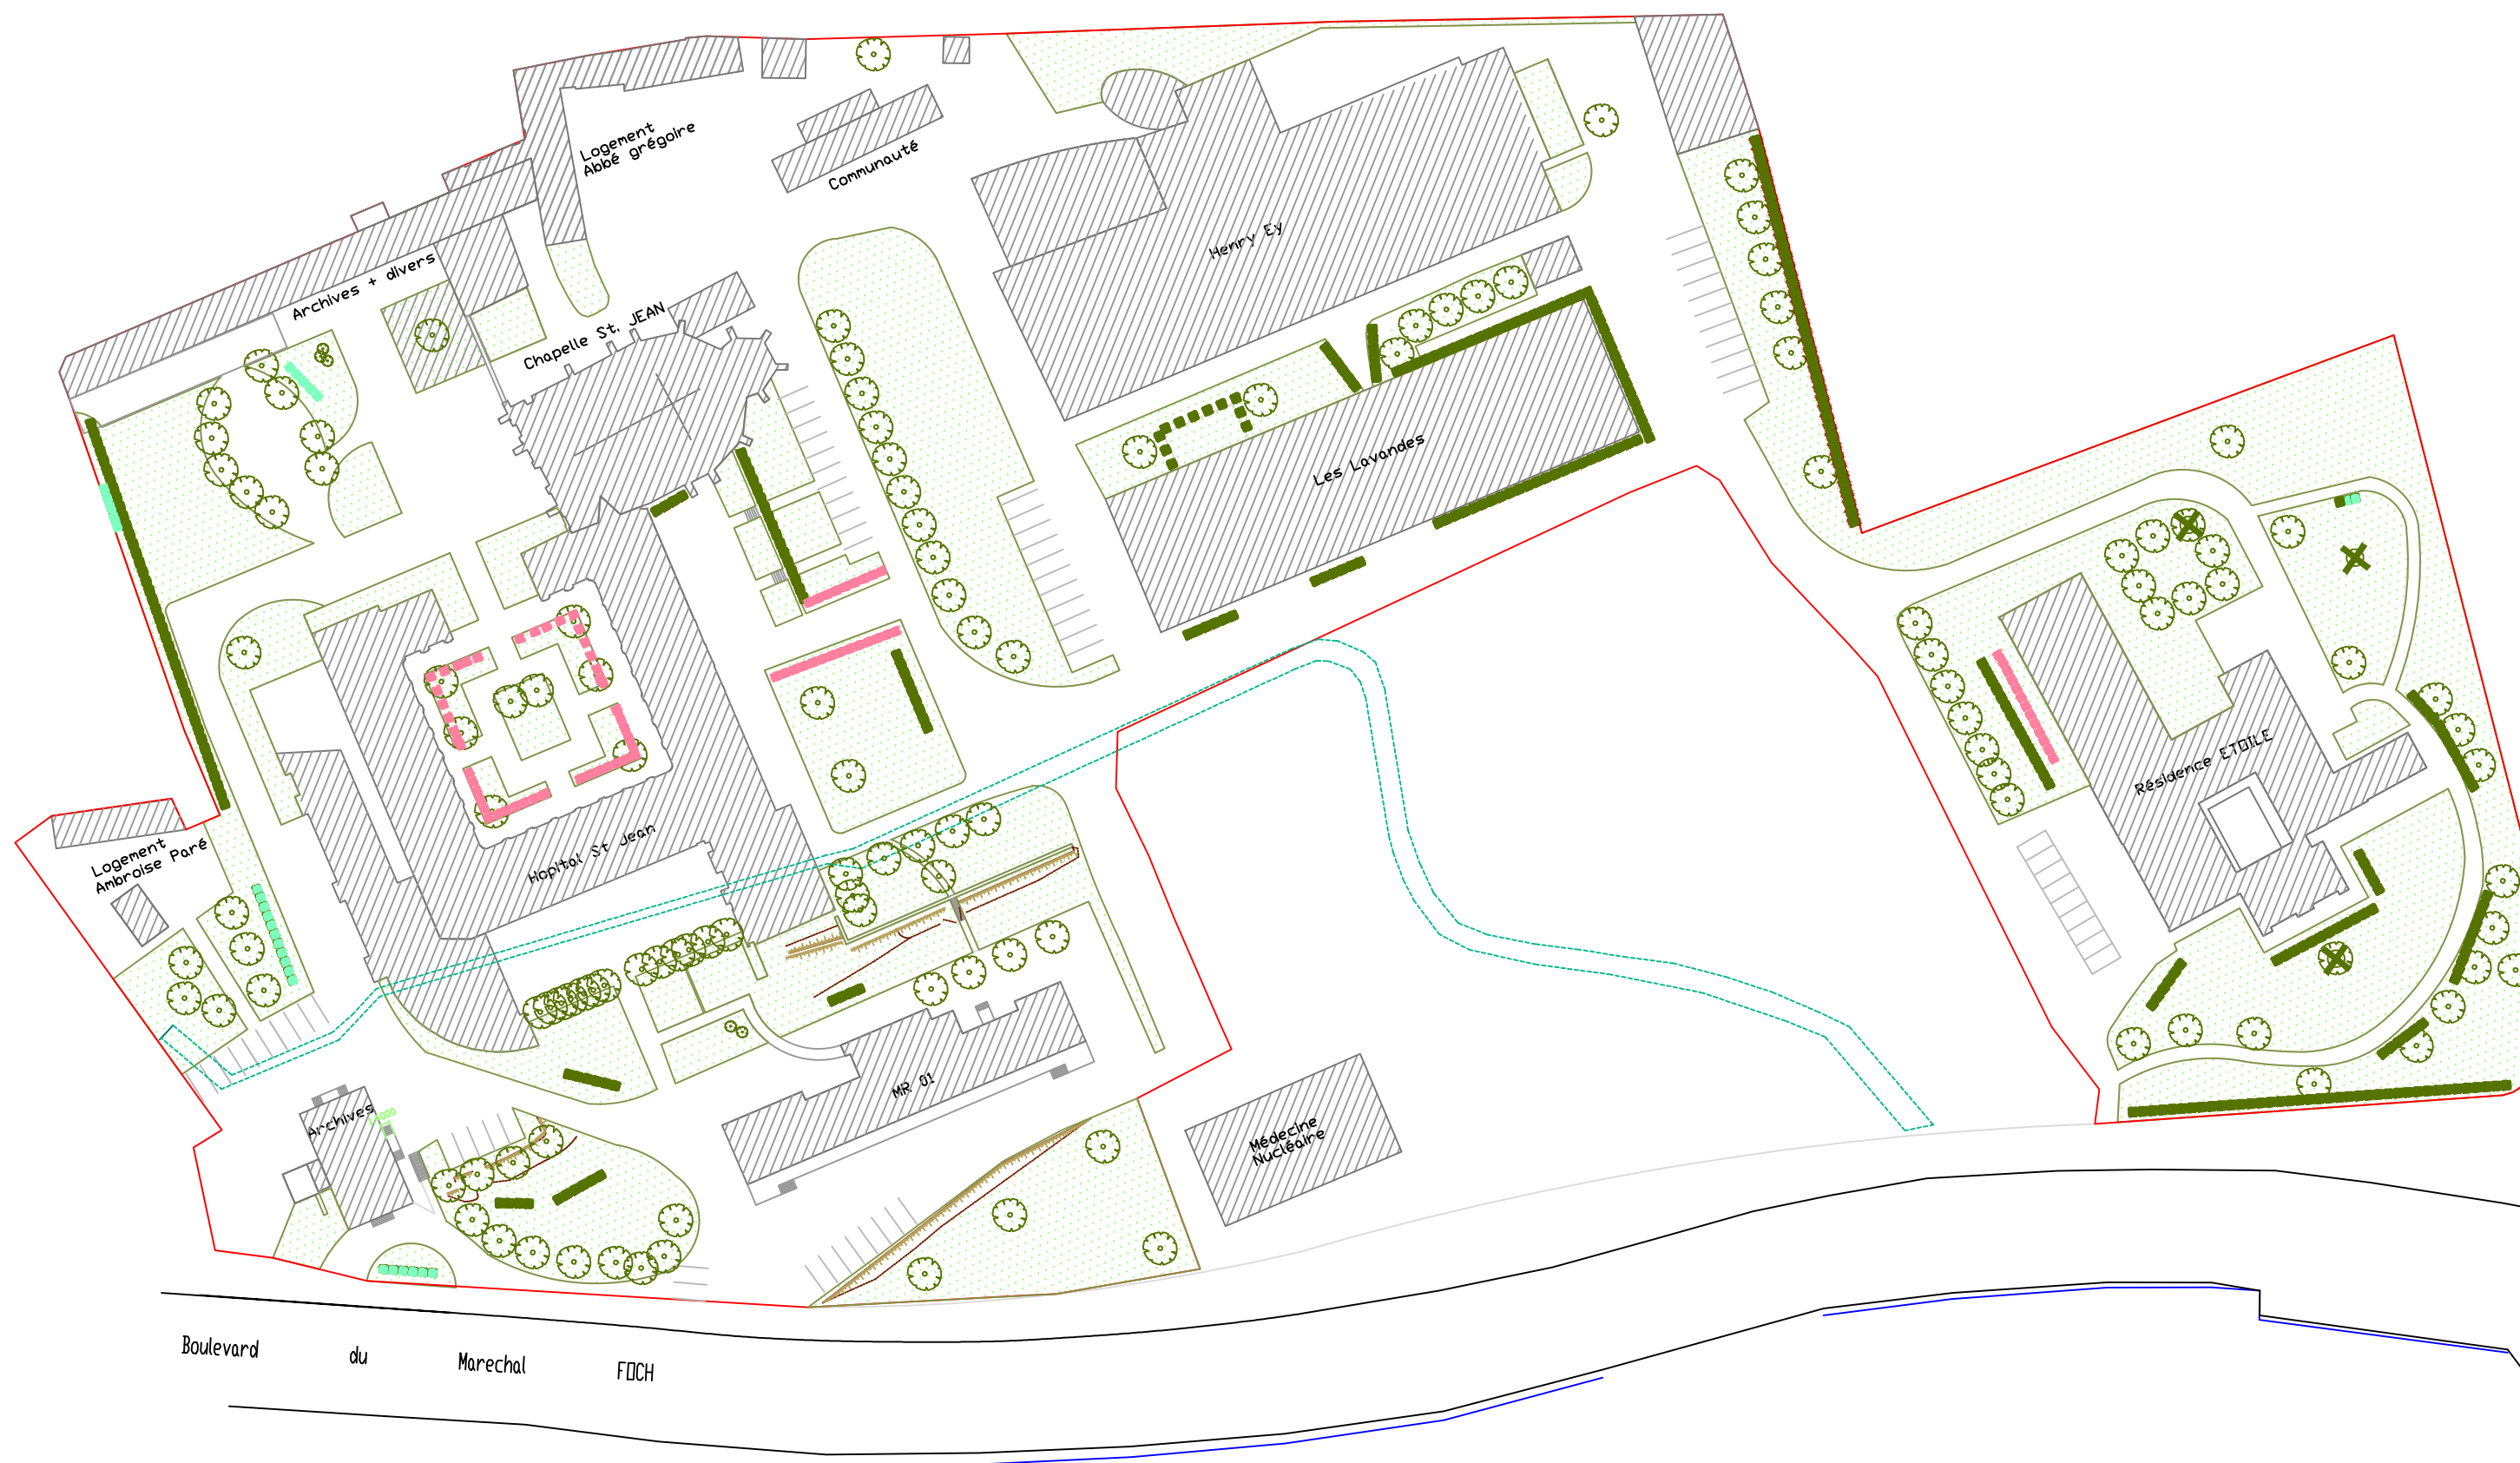 Logement
Abbé grégoire
Communauté
Henry Ey
Archives + divers
Chapelle St. JEAN
Les Lavandes
Résidence ETOILE
Hopital St Jean
Logement
Ambroise Paré
MR 01
Archives
Médecine
Nucléaire
Boulevard du Marechal FOCH